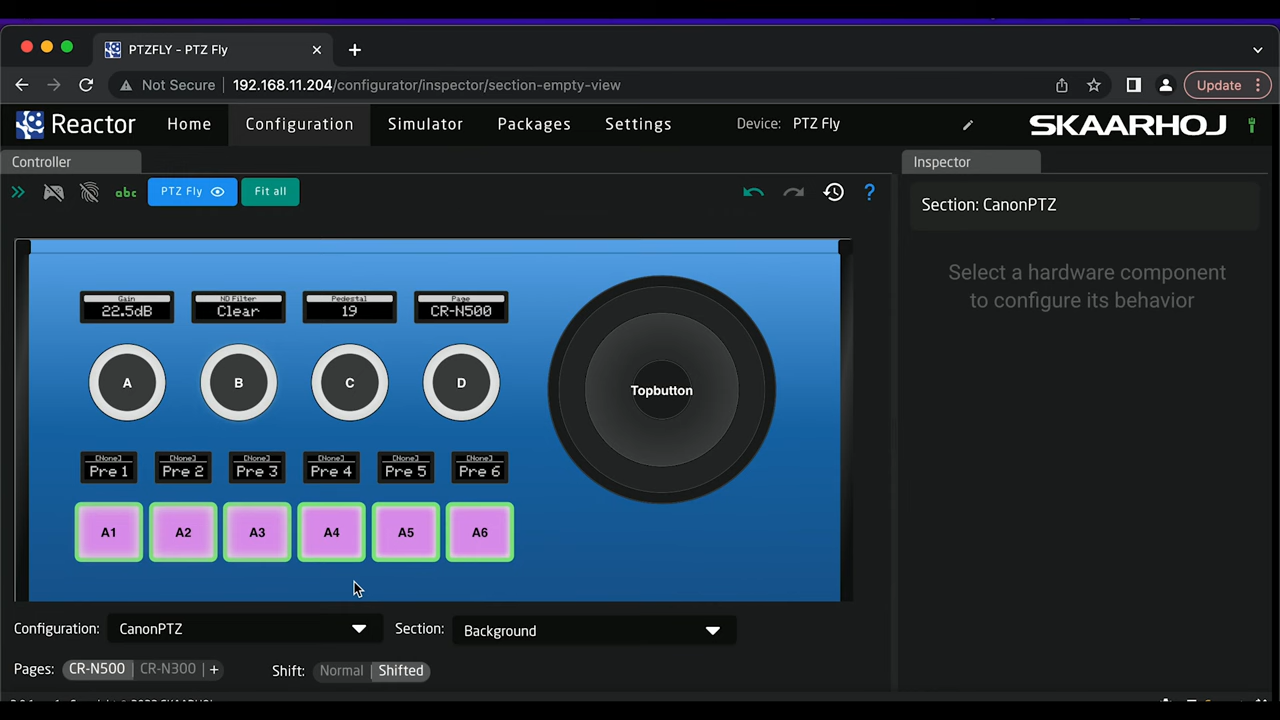 PTZFLY - PTZ Fly
Not Secure 192.168.11.204/configurator/inspector/section-empty-view Update
Reactor Home Configuration Simulator Packages Settings Device: PTZ Fly SKAARHOJ
Controller
Inspector
abc PTZ Fly Fit all ?
Section: CanonPTZ
Select a hardware component
to configure its behavior
Gain ND Filter Pedestal Page
22.5dB Clear 19 CR-N500
A B C D
Topbutton
[None] [None] [None] [None] [None] [None]
Pre 1 Pre 2 Pre 3 Pre 4 Pre 5 Pre 6
A1 A2 A3 A4 A5 A6
Configuration: CanonPTZ Section: Background
Pages: CR-N500 CR-N300 + Shift: Normal Shifted